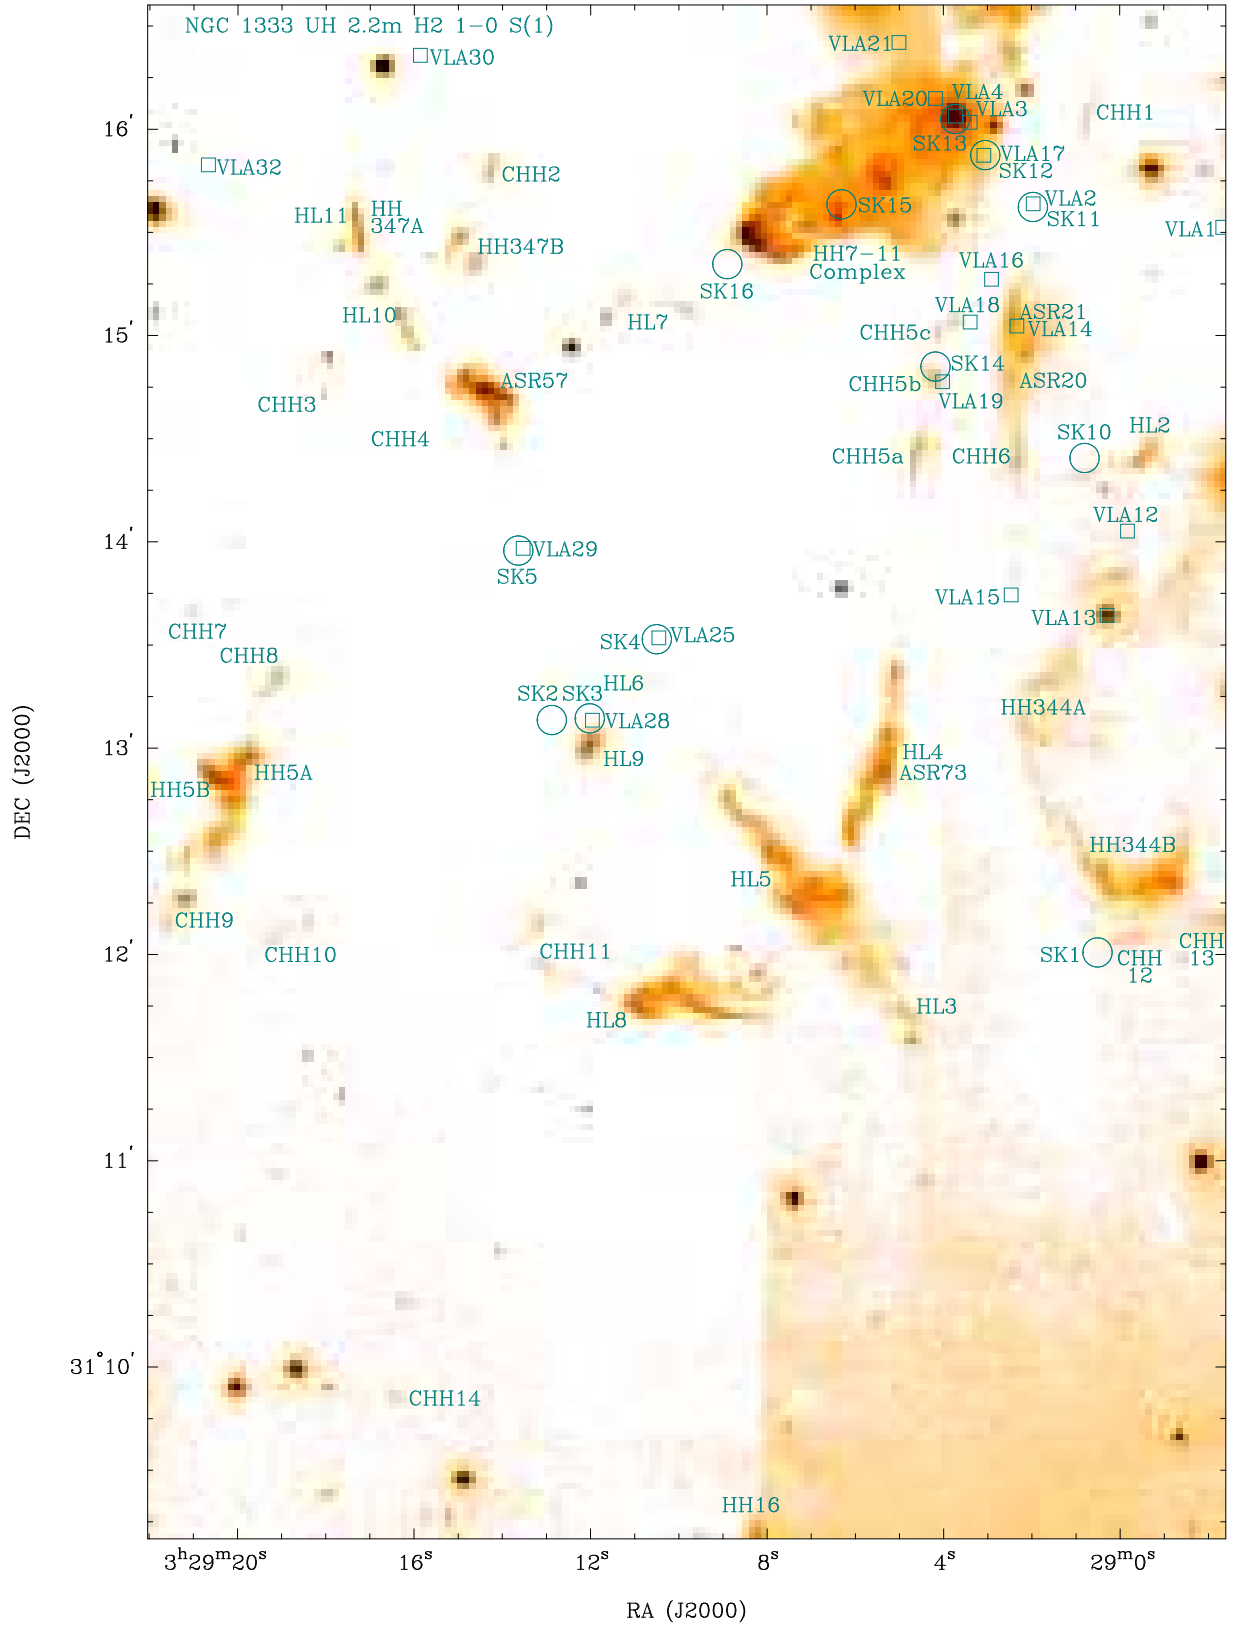 NGC 1333 UH 2.2m H2 1-0 S(1)
VLA21
VLA30
VLA4
VLA20
VLA3
CHH1
16′
SK13
VLA17
VLA32
SK12
CHH2
VLA2
SK15
HH
HL11
347A
SK11
VLA1
HH347B
HH7-11
VLA16
Complex
SK16
VLA18
ASR21
HL10
HL7
VLA14
15′
CHH5c
SK14
ASR57
ASR20
CHH5b
VLA19
CHH3
HL2
SK10
CHH4
CHH5a
CHH6
VLA12
14′
VLA29
SK5
VLA15
VLA13
CHH7
VLA25
SK4
CHH8
HL6
SK2
SK3
HH344A
VLA28
13′
HL4
HL9
HH5A
ASR73
HH5B
HH344B
HL5
CHH9
CHH
13
CHH11
CHH10
12′
SK1
CHH
12
HL3
HL8
11′
31°10′
CHH14
HH16
3h29m20s
16s
12s
8s
4s
29m0s
RA (J2000)
DEC (J2000)